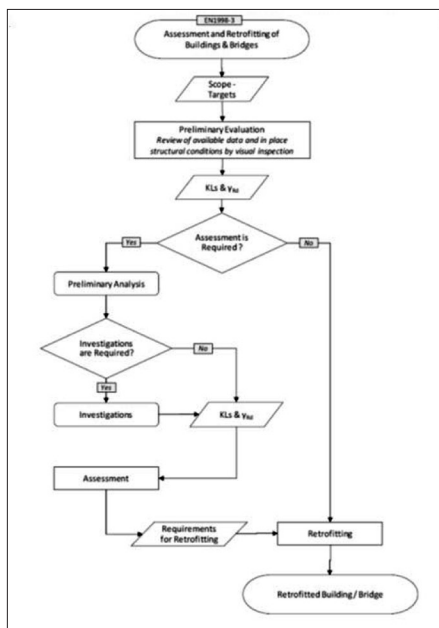 EN1998-3
Assessment and Retrofitting of
Buildings & Bridges
Scope -
Targets
Preliminary Evaluation
Review of available data and in place
structural conditions by visual inspection
KLs & γRd
Assessment is
Required ?
Yes
No
Preliminary Analysis
Investigations
are Required?
No
Yes
Investigations
KLs & γRd
Assessment
Requirements
for Retrofitting
Retrofitting
Retrofitted Building / Bridge